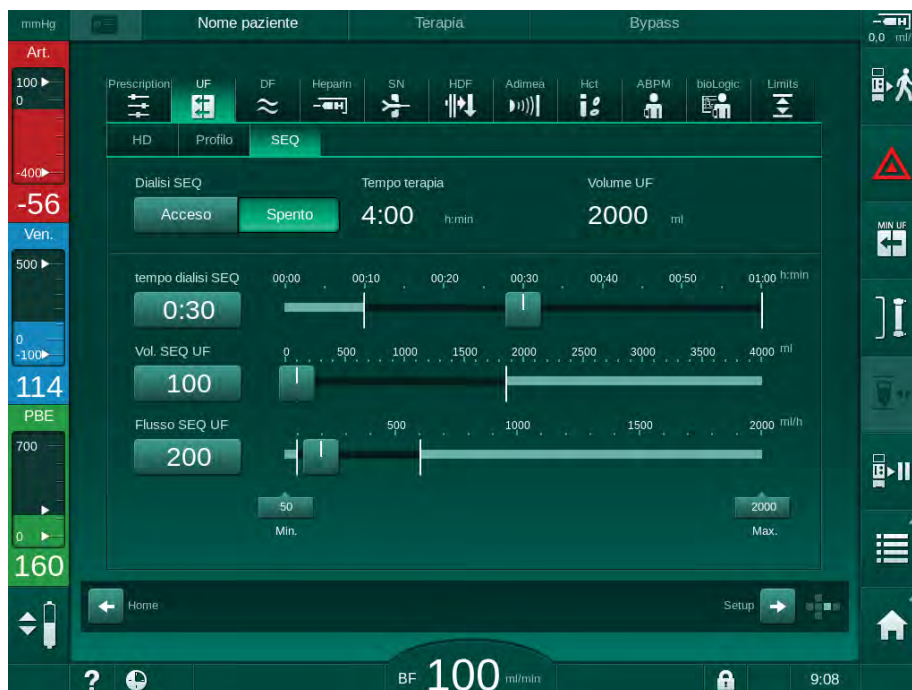 mmHg Nome paziente Terapia Bypass 0,0 ml/
Art.
100
0
-400
-56
Ven.
500
0
-100
114
PBE
700
0
160
Prescription UF DF Heparin SN HDF Adimea Hct ABPM bioLogic Limits
HD Profilo SEQ
Dialisi SEQ Tempo terapia Volume UF
Acceso Spento 4:00 h:min 2000 ml
tempo dialisi SEQ 00:00 00:10 00:20 00:30 00:40 00:50 01:00 h:min
0:30
Vol. SEQ UF 0 500 1000 1500 2000 2500 3000 3500 4000 ml
100
Flusso SEQ UF 500 1000 1500 2000 ml/h
200
50 2000
Min. Max.
MIN UF
Home Setup
? BF 100 ml/min 9:08